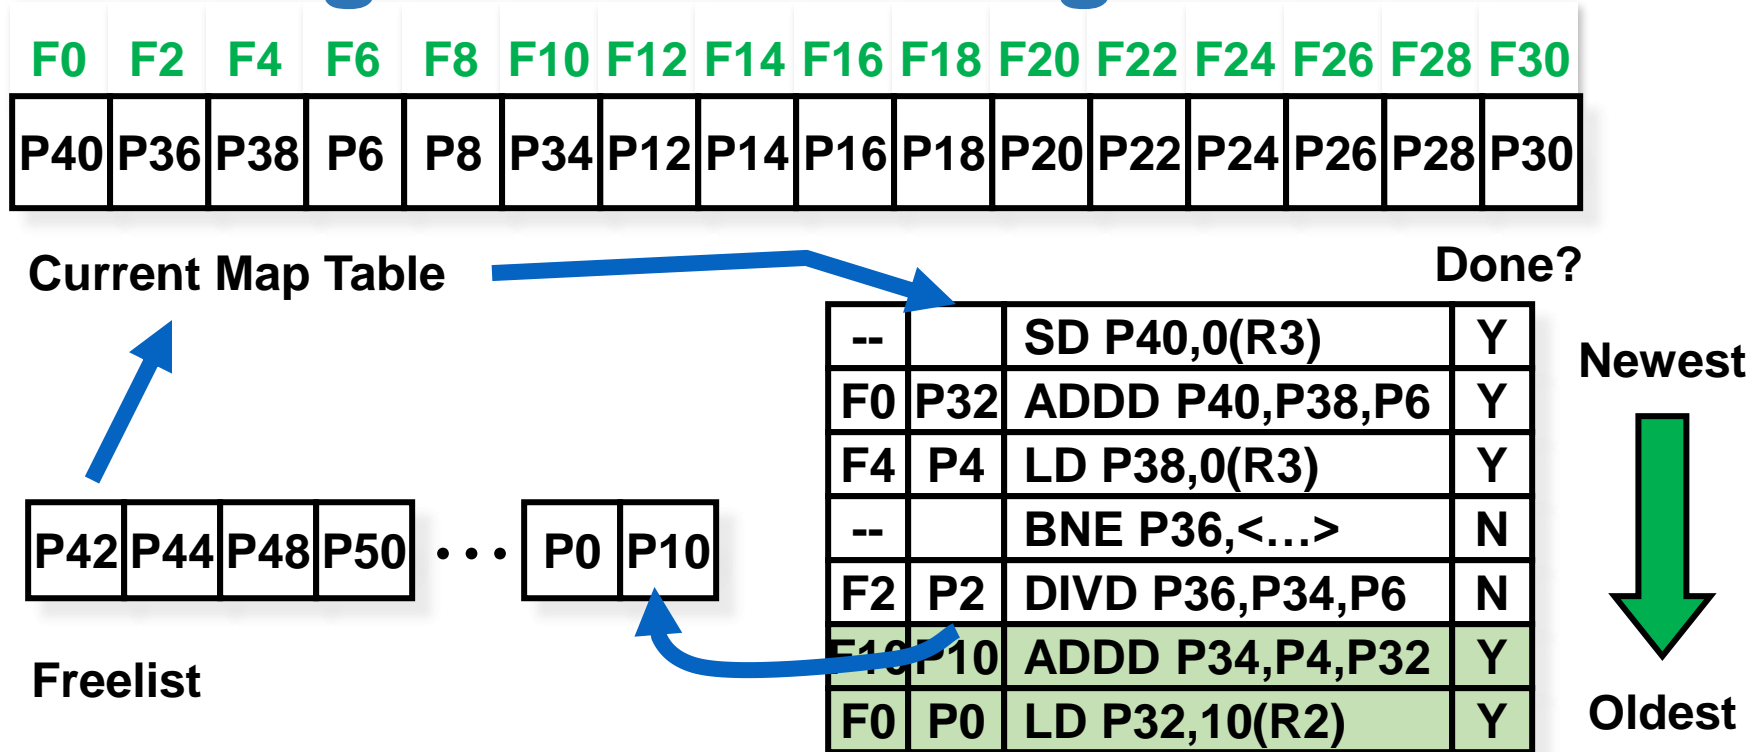 F0 F2 F4 F6 F8 F10 F12 F14 F16 F18 F20 F22 F24 F26 F28 F30
P40 P36 P38 P6 P8 P34 P12 P14 P16 P18 P20 P22 P24 P26 P28 P30
Current Map Table
Done?
-- SD P40,0(R3) Y
Newest
F0 P32 ADDD P40,P38,P6 Y
F4 P4 LD P38,0(R3) Y
-- BNE P36,<...> N
P42 P44 P48 P50 ... P0 P10
F2 P2 DIVD P36,P34,P6 N
F10 P10 ADDD P34,P4,P32 Y
Freelist
F0 P0 LD P32,10(R2) Y
Oldest